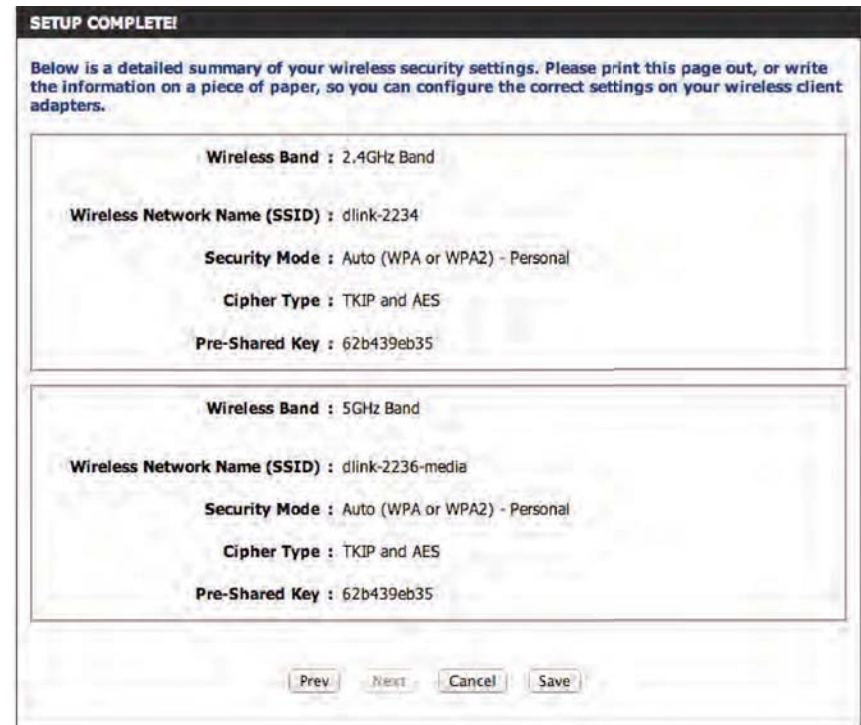 SETUP COMPLETE!
Below is a detailed summary of your wireless security settings. Please print this page out, or write
the information on a piece of paper, so you can configure the correct settings on your wireless client
adapters.
Wireless Band : 2.4GHz Band
Wireless Network Name (SSID) : dlink-2234
Security Mode : Auto (WPA or WPA2) - Personal
Cipher Type : TKIP and AES
Pre-Shared Key : 62b439eb35
Wireless Band : 5GHz Band
Wireless Network Name (SSID) : dlink-2236-media
Security Mode : Auto (WPA or WPA2) - Personal
Cipher Type : TKIP and AES
Pre-Shared Key : 62b439eb35
Prev Next Cancel Save